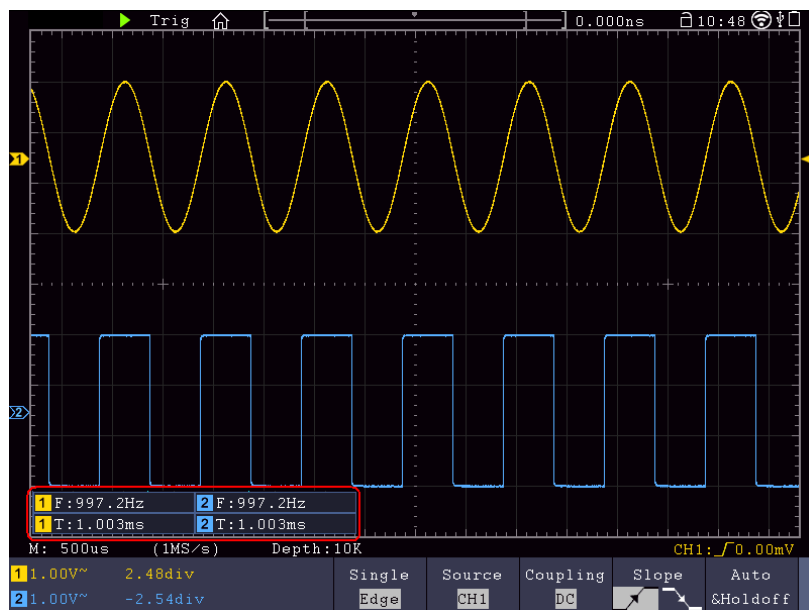 Trig 0.000ns 10:48
1
2
1 F:997.2Hz 2 F:997.2Hz
1 T:1.003ms 2 T:1.003ms
M: 500us (1MS/s) Depth:10K CH1: 0.00mV
1 1.00V~ 2.48div Single Source Coupling Slope Auto
2 1.00V~ -2.54div Edge CH1 DC &Holdoff